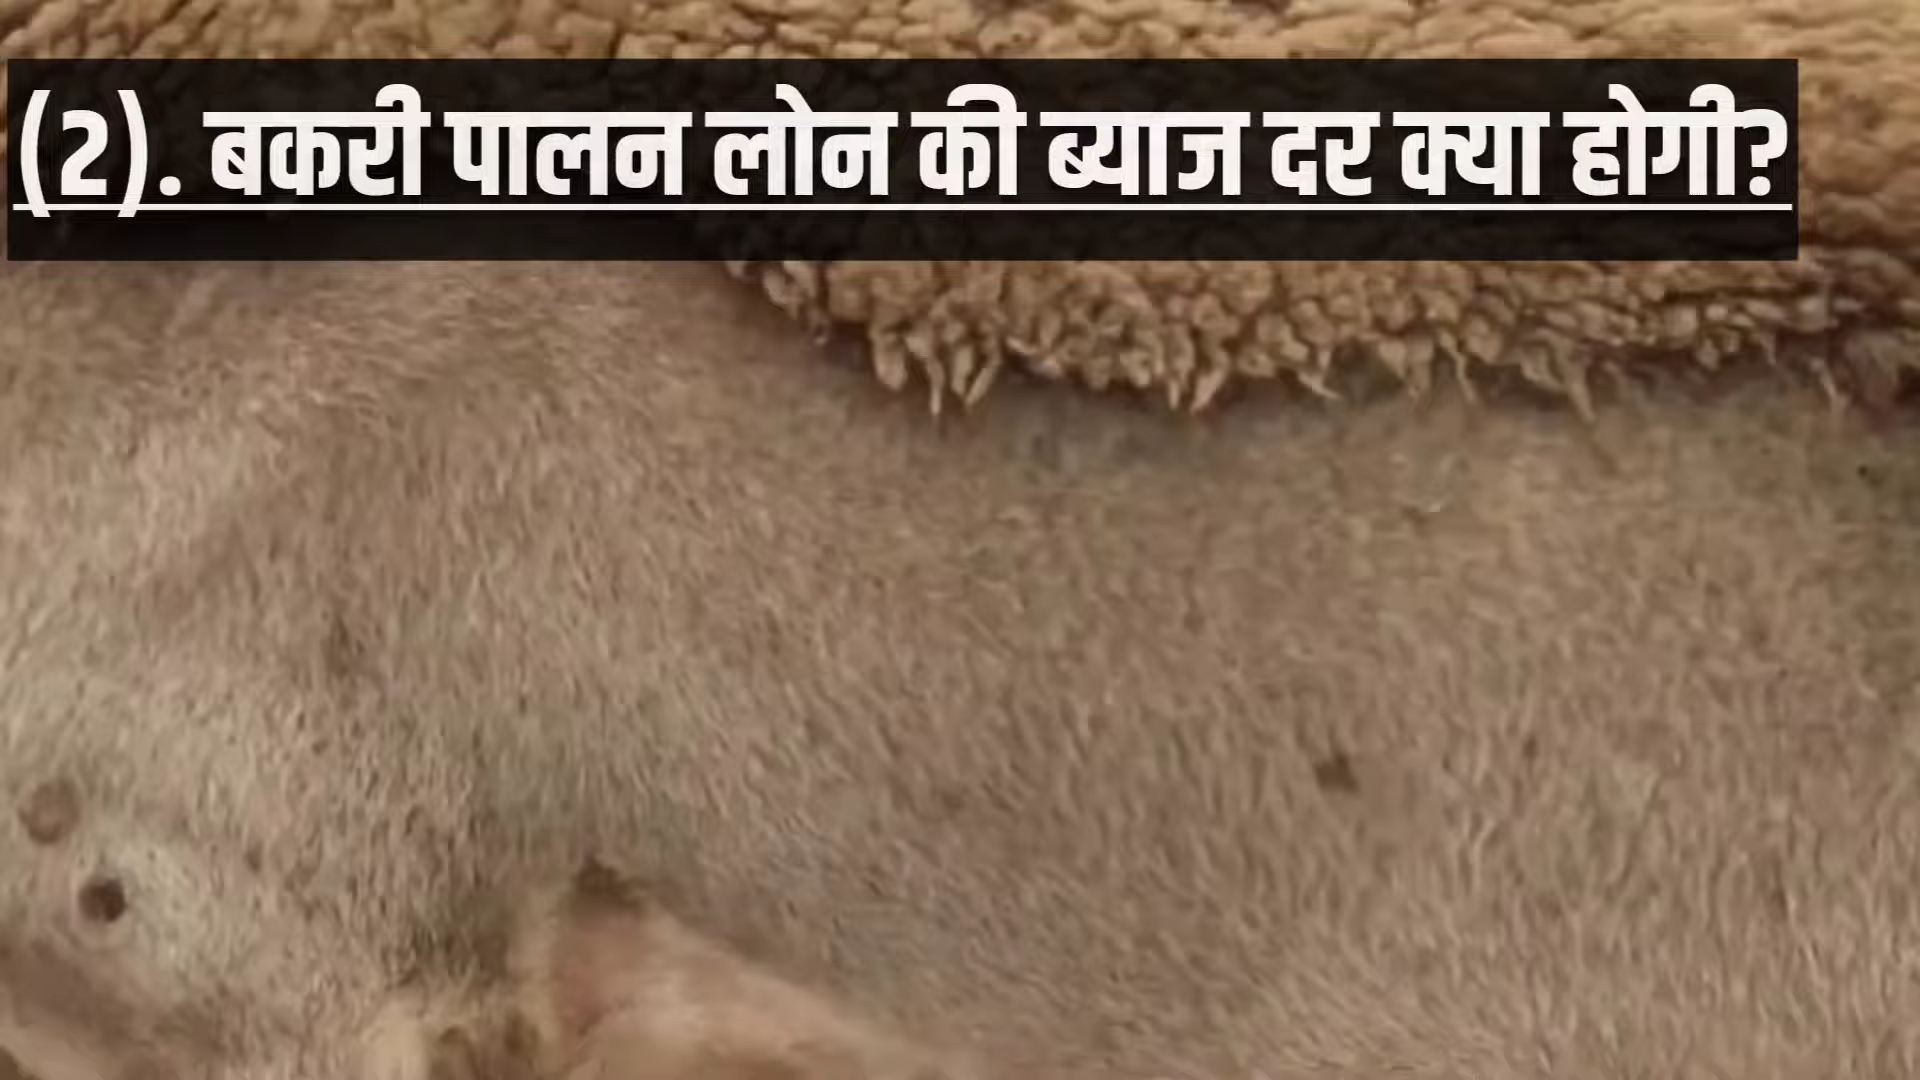 (2). बकरी पालन लोन की ब्याज दर क्या होगी?